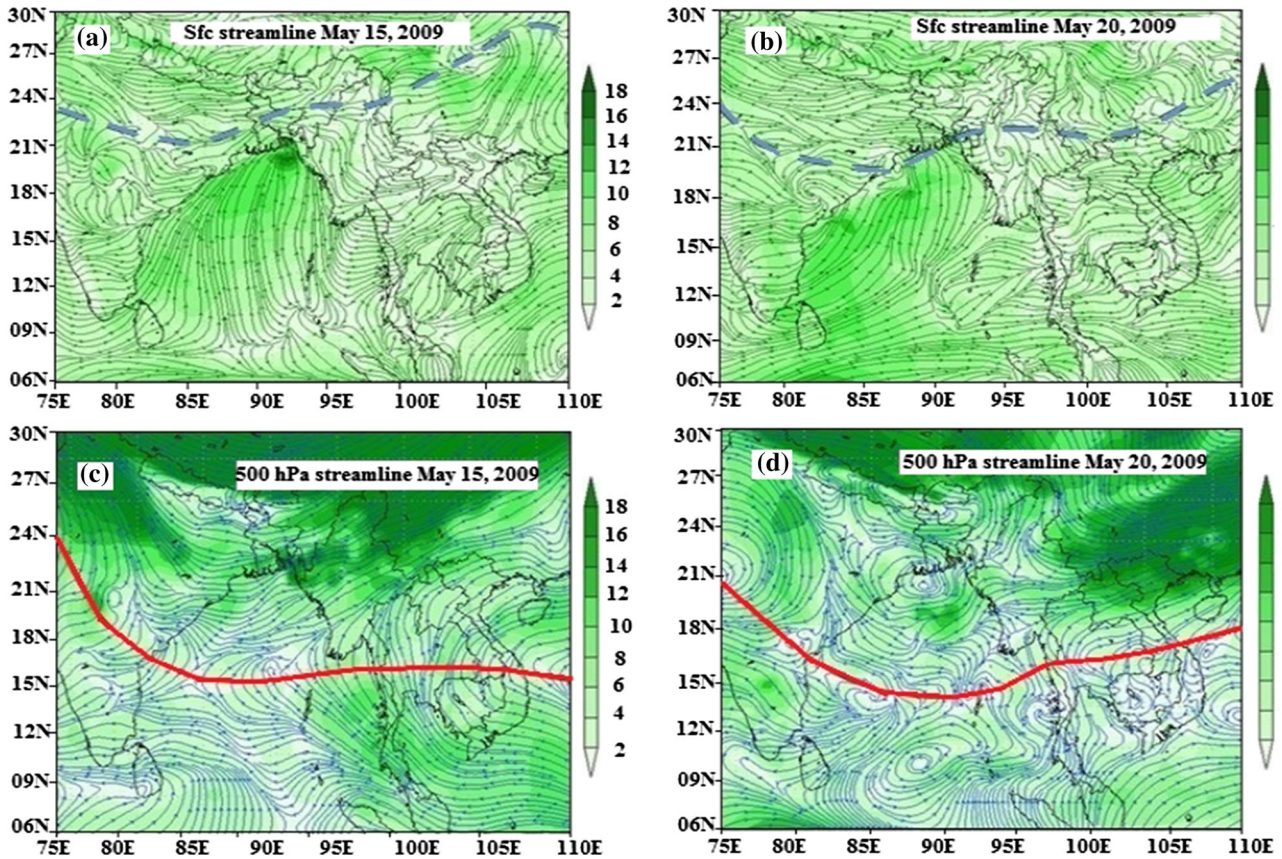 (a) Sfc streamline May 15, 2009
30N
27N
24N
21N
18N
15N
12N
09N
06N
75E 80E 85E 90E 95E 100E 105E 110E
18
16
14
12
10
8
6
4
2
(b) Sfc streamline May 20, 2009
30N
27N
24N
21N
18N
15N
12N
09N
06N
75E 80E 85E 90E 95E 100E 105E 110E
(c) 500 hPa streamline May 15, 2009
30N
27N
24N
21N
18N
15N
12N
09N
06N
75E 80E 85E 90E 95E 100E 105E 110E
18
16
14
12
10
8
6
4
2
(d) 500 hPa streamline May 20, 2009
30N
27N
24N
21N
18N
15N
12N
09N
06N
75E 80E 85E 90E 95E 100E 105E 110E